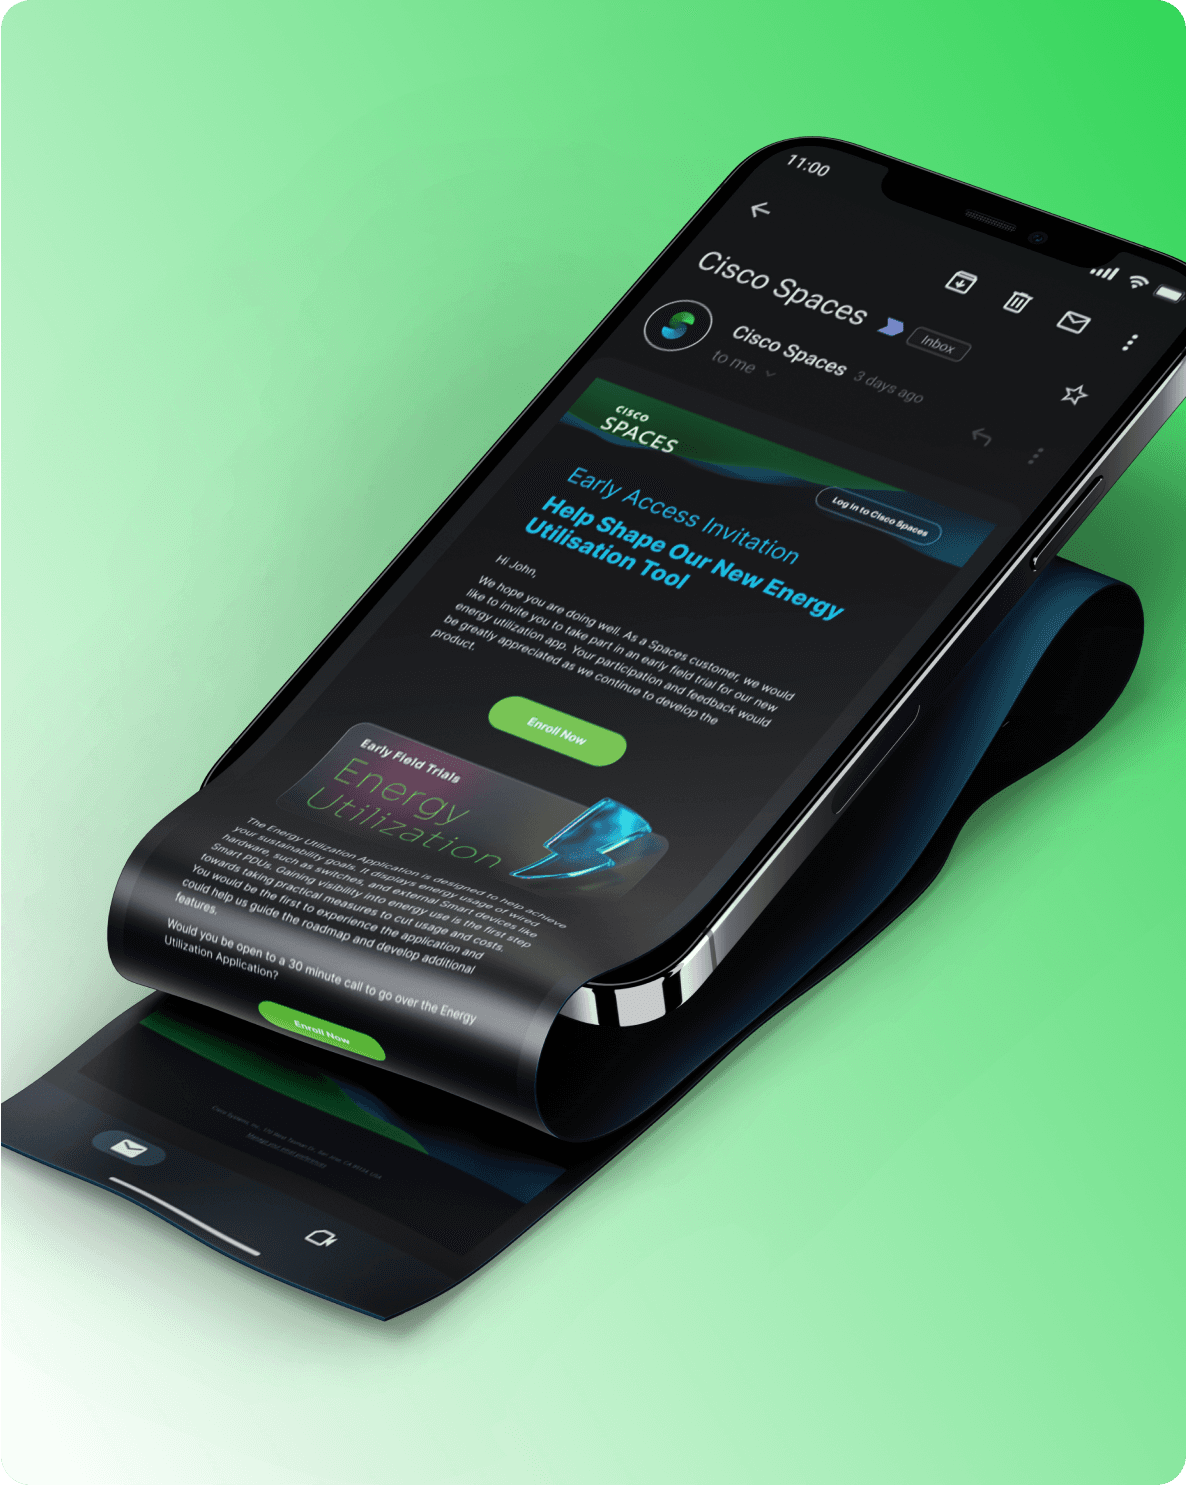 11:00
Cisco Spaces
Inbox
Cisco Spaces 3 days ago
to me
CISCO
SPACES
Log in to Cisco Spaces
Early Access Invitation
Help Shape Our New Energy
Utilisation Tool
Hi John,
We hope you are doing well. As a Spaces customer, we would
like to invite you to take part in an early field trial for our new
energy utilization app. Your participation and feedback would
be greatly appreciated as we continue to develop the
product.
Enroll Now
Early Field Trials
Energy
Utilization
The Energy Utilization Application is designed to help achieve
your sustainability goals. It displays energy usage of wired
hardware, such as switches, and external Smart devices like
Smart PDUs. Gaining visibility into energy use is the first step
towards taking practical measures to cut usage and costs.
You would be the first to experience the application and
could help us guide the roadmap and develop additional
features.
Would you be open to a 30 minute call to go over the Energy
Utilization Application?
Enroll Now